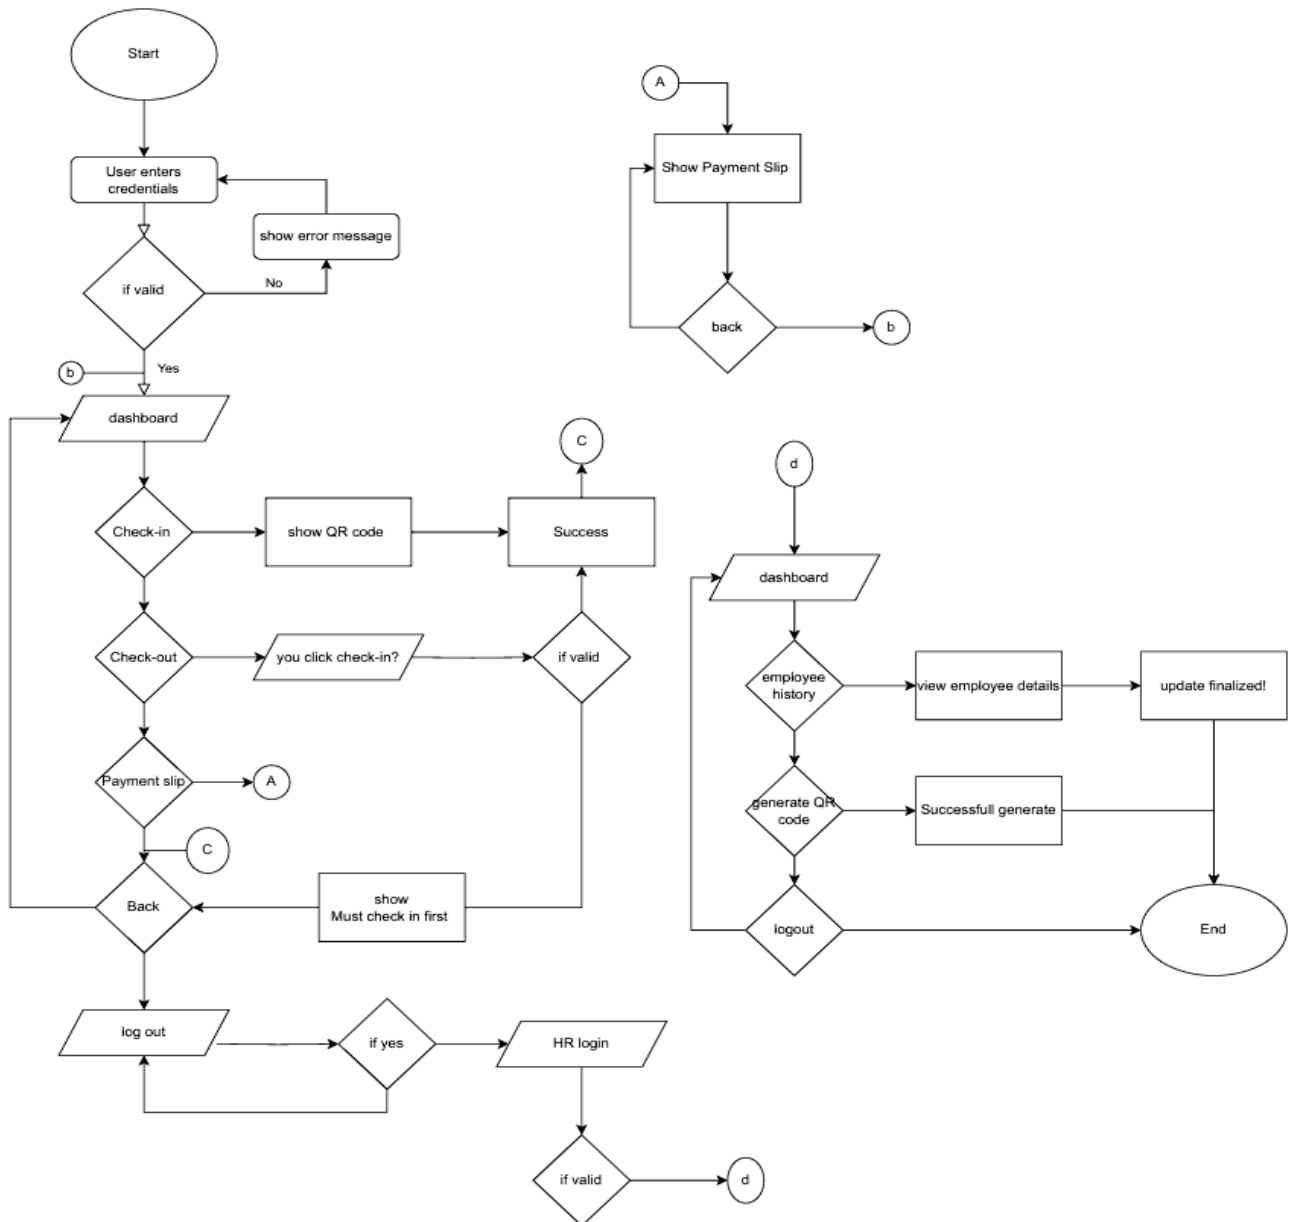 Start
User enters
credentials
show error message
if valid
No
Yes
b
dashboard
Check-in
show QR code
Success
C
Check-out
you click check-in?
if valid
Payment slip
A
C
Back
show
Must check in first
log out
if yes
HR login
if valid
d
A
Show Payment Slip
back
b
d
dashboard
employee
history
view employee details
update finalized!
generate QR
code
Successfull generate
logout
End